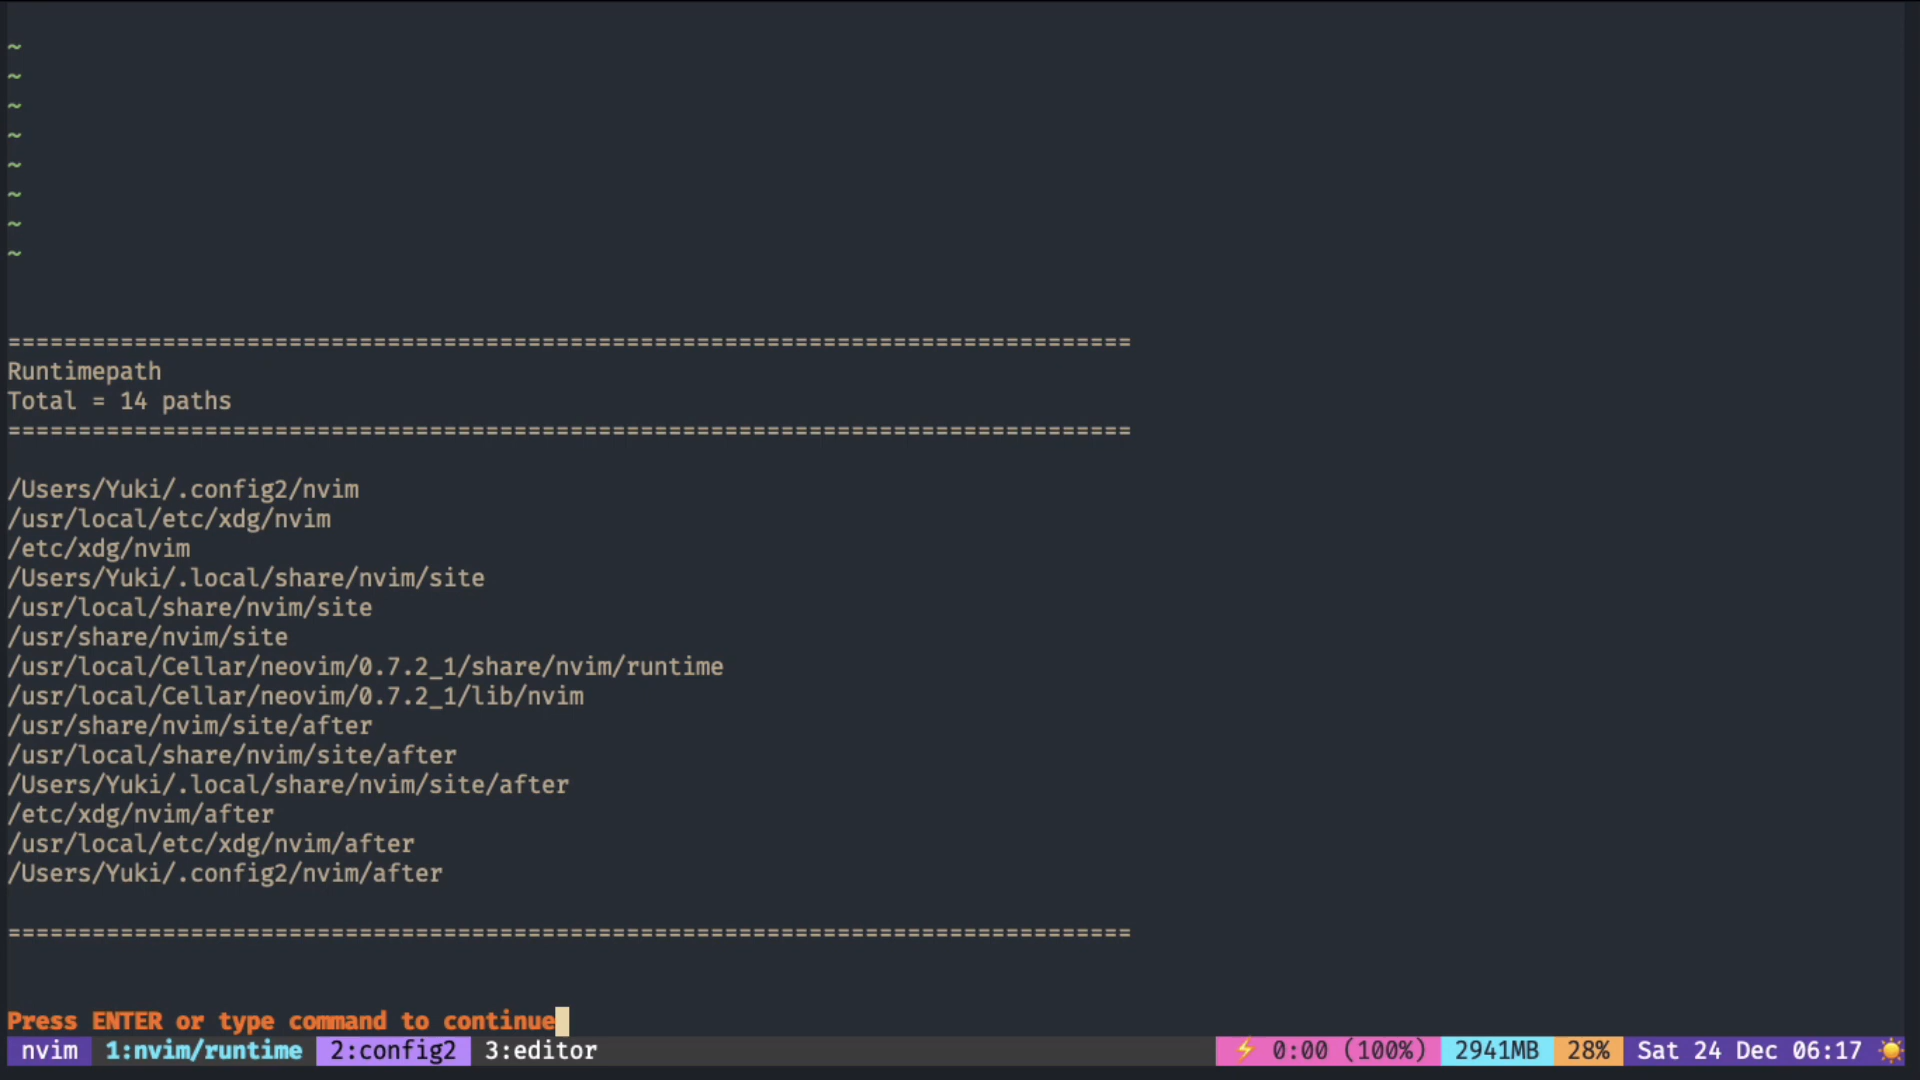 ~
~
~
~
~
~
~
~
================================================================================
Runtimepath
Total = 14 paths
================================================================================
/Users/Yuki/.config2/nvim
/usr/local/etc/xdg/nvim
/etc/xdg/nvim
/Users/Yuki/.local/share/nvim/site
/usr/local/share/nvim/site
/usr/share/nvim/site
/usr/local/Cellar/neovim/0.7.2_1/share/nvim/runtime
/usr/local/Cellar/neovim/0.7.2_1/lib/nvim
/usr/share/nvim/site/after
/usr/local/share/nvim/site/after
/Users/Yuki/.local/share/nvim/site/after
/etc/xdg/nvim/after
/usr/local/etc/xdg/nvim/after
/Users/Yuki/.config2/nvim/after
================================================================================
Press ENTER or type command to continue
nvim 1:nvim/runtime 2:config2 3:editor ⚡ 0:00 (100%) 2941MB 28% Sat 24 Dec 06:17 ☀️